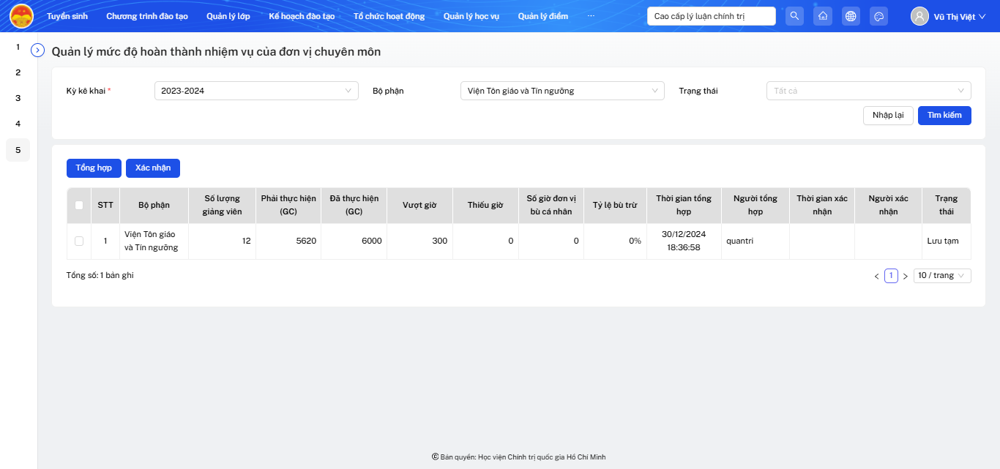 Tuyển sinh Chương trình đào tạo Quản lý lớp Kế hoạch đào tạo Tổ chức hoạt động Quản lý học vụ Quản lý điểm ··· Cao cấp lý luận chính trị Vũ Thị Việt
1
2
3
4
5
Quản lý mức độ hoàn thành nhiệm vụ của đơn vị chuyên môn
Kỳ kê khai * 2023-2024 Bộ phận Viện Tôn giáo và Tín ngưỡng Trạng thái Tất cả
Nhập lại Tìm kiếm
Tổng hợp Xác nhận
STT Bộ phận Số lượng giảng viên Phải thực hiện (GC) Đã thực hiện (GC) Vượt giờ Thiếu giờ Số giờ đơn vị bù cá nhân Tỷ lệ bù trừ Thời gian tổng hợp Người tổng hợp Thời gian xác nhận Người xác nhận Trạng thái
1 Viện Tôn giáo và Tín ngưỡng 12 5620 6000 300 0 0 0% 30/12/2024 18:36:58 quantri Lưu tạm
Tổng số: 1 bản ghi < 1 > 10 / trang
© Bản quyền: Học viện Chính trị quốc gia Hồ Chí Minh